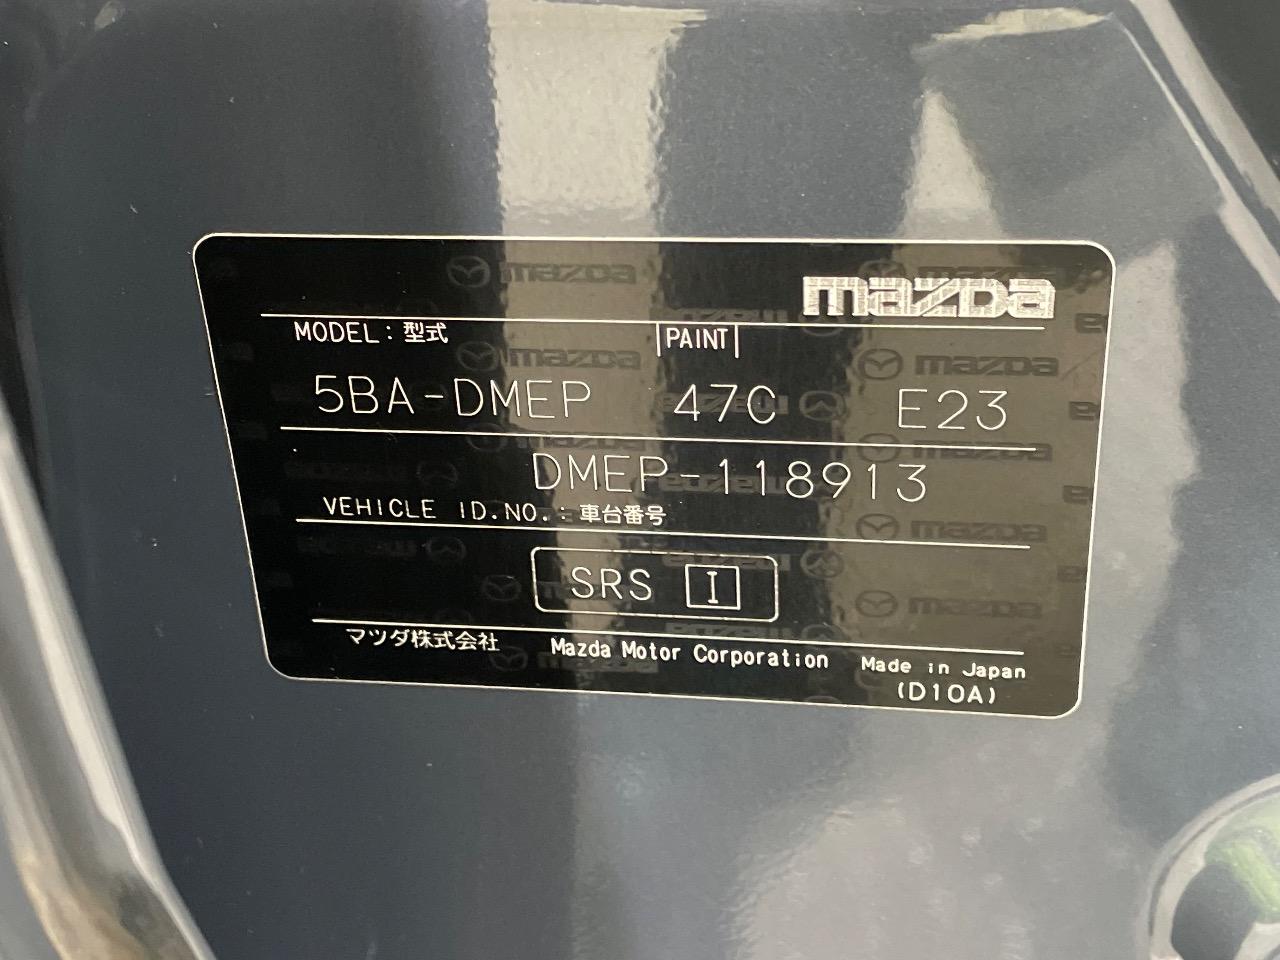 mazda
MODEL : 型式 PAINT
5BA-DMEP 47C E23
DMEP-118913
VEHICLE ID.NO. : 車台番号
SRS I
マツダ株式会社 Mazda Motor Corporation Made in Japan
(D10A)